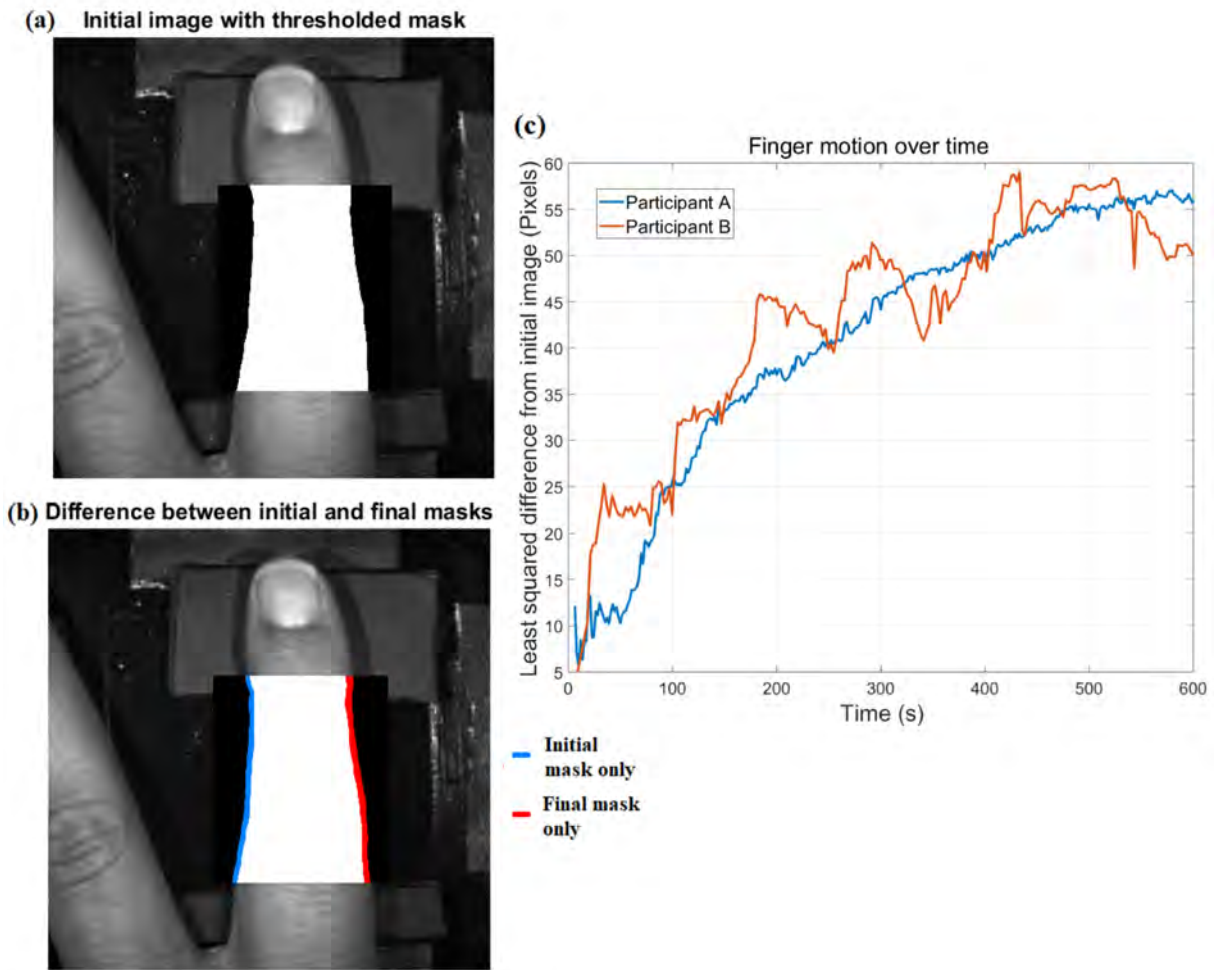 (a) Initial image with thresholded mask
(b) Difference between initial and final masks
Initial
mask only
Final mask
only
(c)
Finger motion over time
Least squared difference from initial image (Pixels)
60
55
50
45
40
35
30
25
20
15
10
5
Participant A
Participant B
0 100 200 300 400 500 600
Time (s)